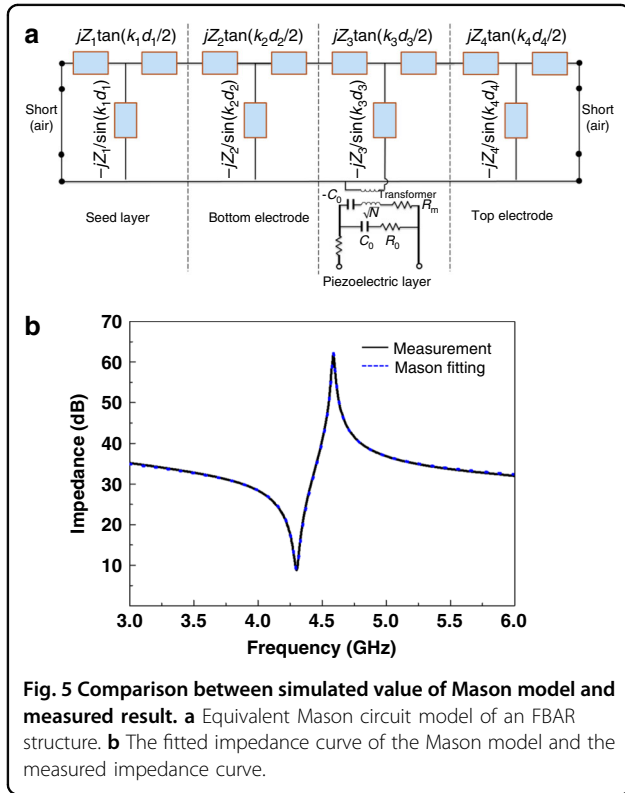 a
jZ₁tan(k₁d₁/2) jZ₂tan(k₂d₂/2) jZ₃tan(k₃d₃/2) jZ₄tan(k₄d₄/2)
Short (air)
−jZ₁/sin(k₁d₁)
−jZ₂/sin(k₂d₂)
−jZ₃/sin(k₃d₃)
−jZ₄/sin(k₄d₄)
Short (air)
Seed layer
Bottom electrode
Transformer
-C₀
√N
Rₘ
C₀
R₀
Piezoelectric layer
Top electrode
b
70
60
50
40
30
20
10
Impedance (dB)
Measurement
Mason fitting
3.0 3.5 4.0 4.5 5.0 5.5 6.0
Frequency (GHz)
Fig. 5 Comparison between simulated value of Mason model and
measured result. a Equivalent Mason circuit model of an FBAR
structure. b The fitted impedance curve of the Mason model and the
measured impedance curve.